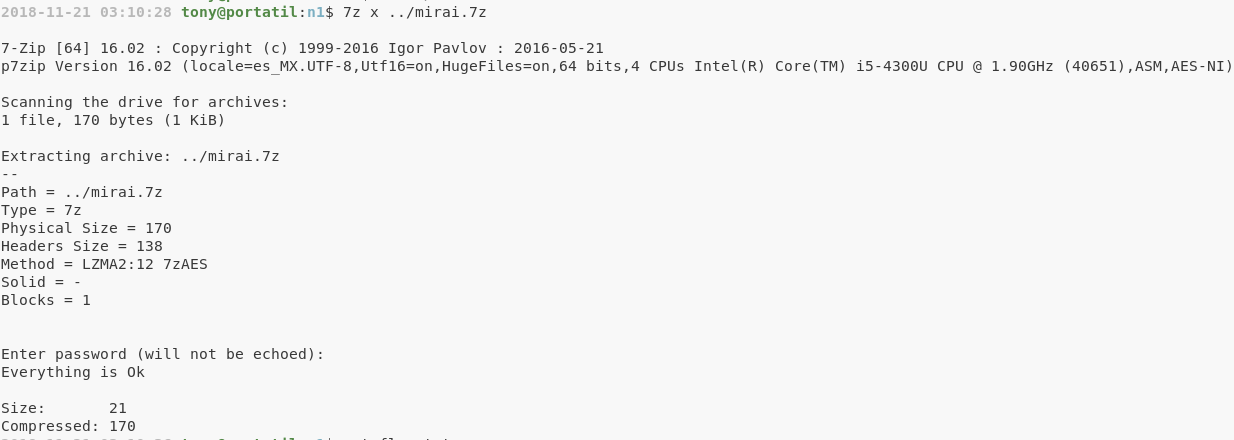 2018-11-21 03:10:28 tony@portatil:n1$ 7z x ../mirai.7z
7-Zip [64] 16.02 : Copyright (c) 1999-2016 Igor Pavlov : 2016-05-21
p7zip Version 16.02 (locale=es_MX.UTF-8,Utf16=on,HugeFiles=on,64 bits,4 CPUs Intel(R) Core(TM) i5-4300U CPU @ 1.90GHz (40651),ASM,AES-NI)
Scanning the drive for archives:
1 file, 170 bytes (1 KiB)
Extracting archive: ../mirai.7z
--
Path = ../mirai.7z
Type = 7z
Physical Size = 170
Headers Size = 138
Method = LZMA2:12 7zAES
Solid = -
Blocks = 1
Enter password (will not be echoed):
Everything is Ok
Size:       21
Compressed: 170